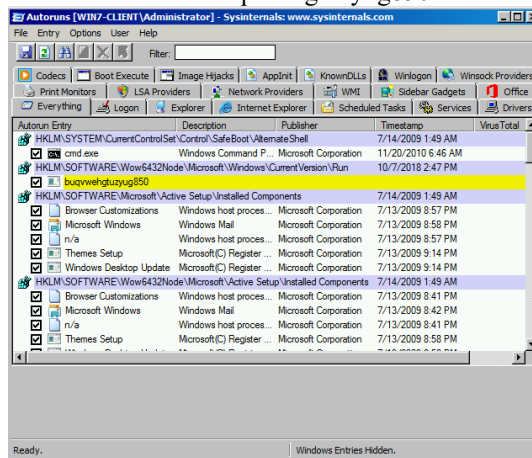 Autoruns [WIN7-CLIENT\Administrator] - Sysinternals: www.sysinternals.com
File Entry Options User Help
Filter:
Codecs Boot Execute Image Hijacks AppInit KnownDLLs Winlogon Winsock Providers
Print Monitors LSA Providers Network Providers WMI Sidebar Gadgets Office
Everything Logon Explorer Internet Explorer Scheduled Tasks Services Drivers
Autorun Entry Description Publisher Timestamp VirusTotal
HKLM\SYSTEM\CurrentControlSet\Control\SafeBoot\AlternateShell 7/14/2009 1:49 AM
cmd.exe Windows Command P... Microsoft Corporation 11/20/2010 6:46 AM
HKLM\SOFTWARE\Wow6432Node\Microsoft\Windows\CurrentVersion\Run 10/7/2018 2:47 PM
buqvwehgtuzyug850
HKLM\SOFTWARE\Microsoft\Active Setup\Installed Components 7/14/2009 1:49 AM
Browser Customizations Windows host proces... Microsoft Corporation 7/13/2009 8:57 PM
Microsoft Windows Windows Mail Microsoft Corporation 7/13/2009 8:58 PM
n/a Windows host proces... Microsoft Corporation 7/13/2009 8:57 PM
Themes Setup Microsoft(C) Register ... Microsoft Corporation 7/13/2009 9:14 PM
Windows Desktop Update Microsoft(C) Register ... Microsoft Corporation 7/13/2009 9:14 PM
HKLM\SOFTWARE\Wow6432Node\Microsoft\Active Setup\Installed Components 7/14/2009 1:49 AM
Browser Customizations Windows host proces... Microsoft Corporation 7/13/2009 8:41 PM
Microsoft Windows Windows Mail Microsoft Corporation 7/13/2009 8:42 PM
n/a Windows host proces... Microsoft Corporation 7/13/2009 8:41 PM
Themes Setup Microsoft(C) Register ... Microsoft Corporation 7/13/2009 8:58 PM
Ready. Windows Entries Hidden.